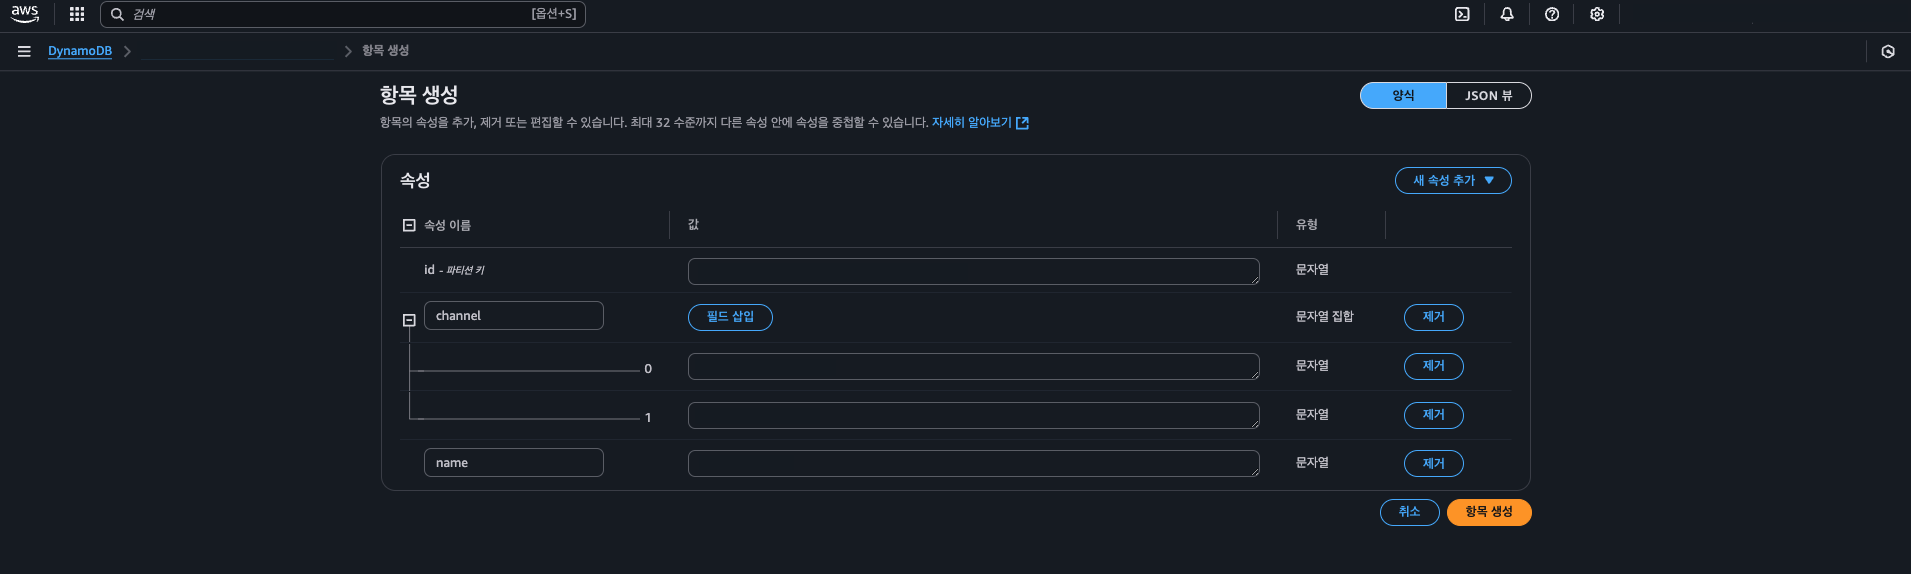 aws 검색 [옵션+S]
DynamoDB 항목 생성
항목 생성 양식 JSON 뷰
항목의 속성을 추가, 제거 또는 편집할 수 있습니다. 최대 32 수준까지 다른 속성 안에 속성을 중첩할 수 있습니다. 자세히 알아보기
속성 새 속성 추가
속성 이름 값 유형
id - 파티션 키 문자열
channel 필드 삽입 문자열 집합 제거
0 문자열 제거
1 문자열 제거
name 문자열 제거
취소 항목 생성